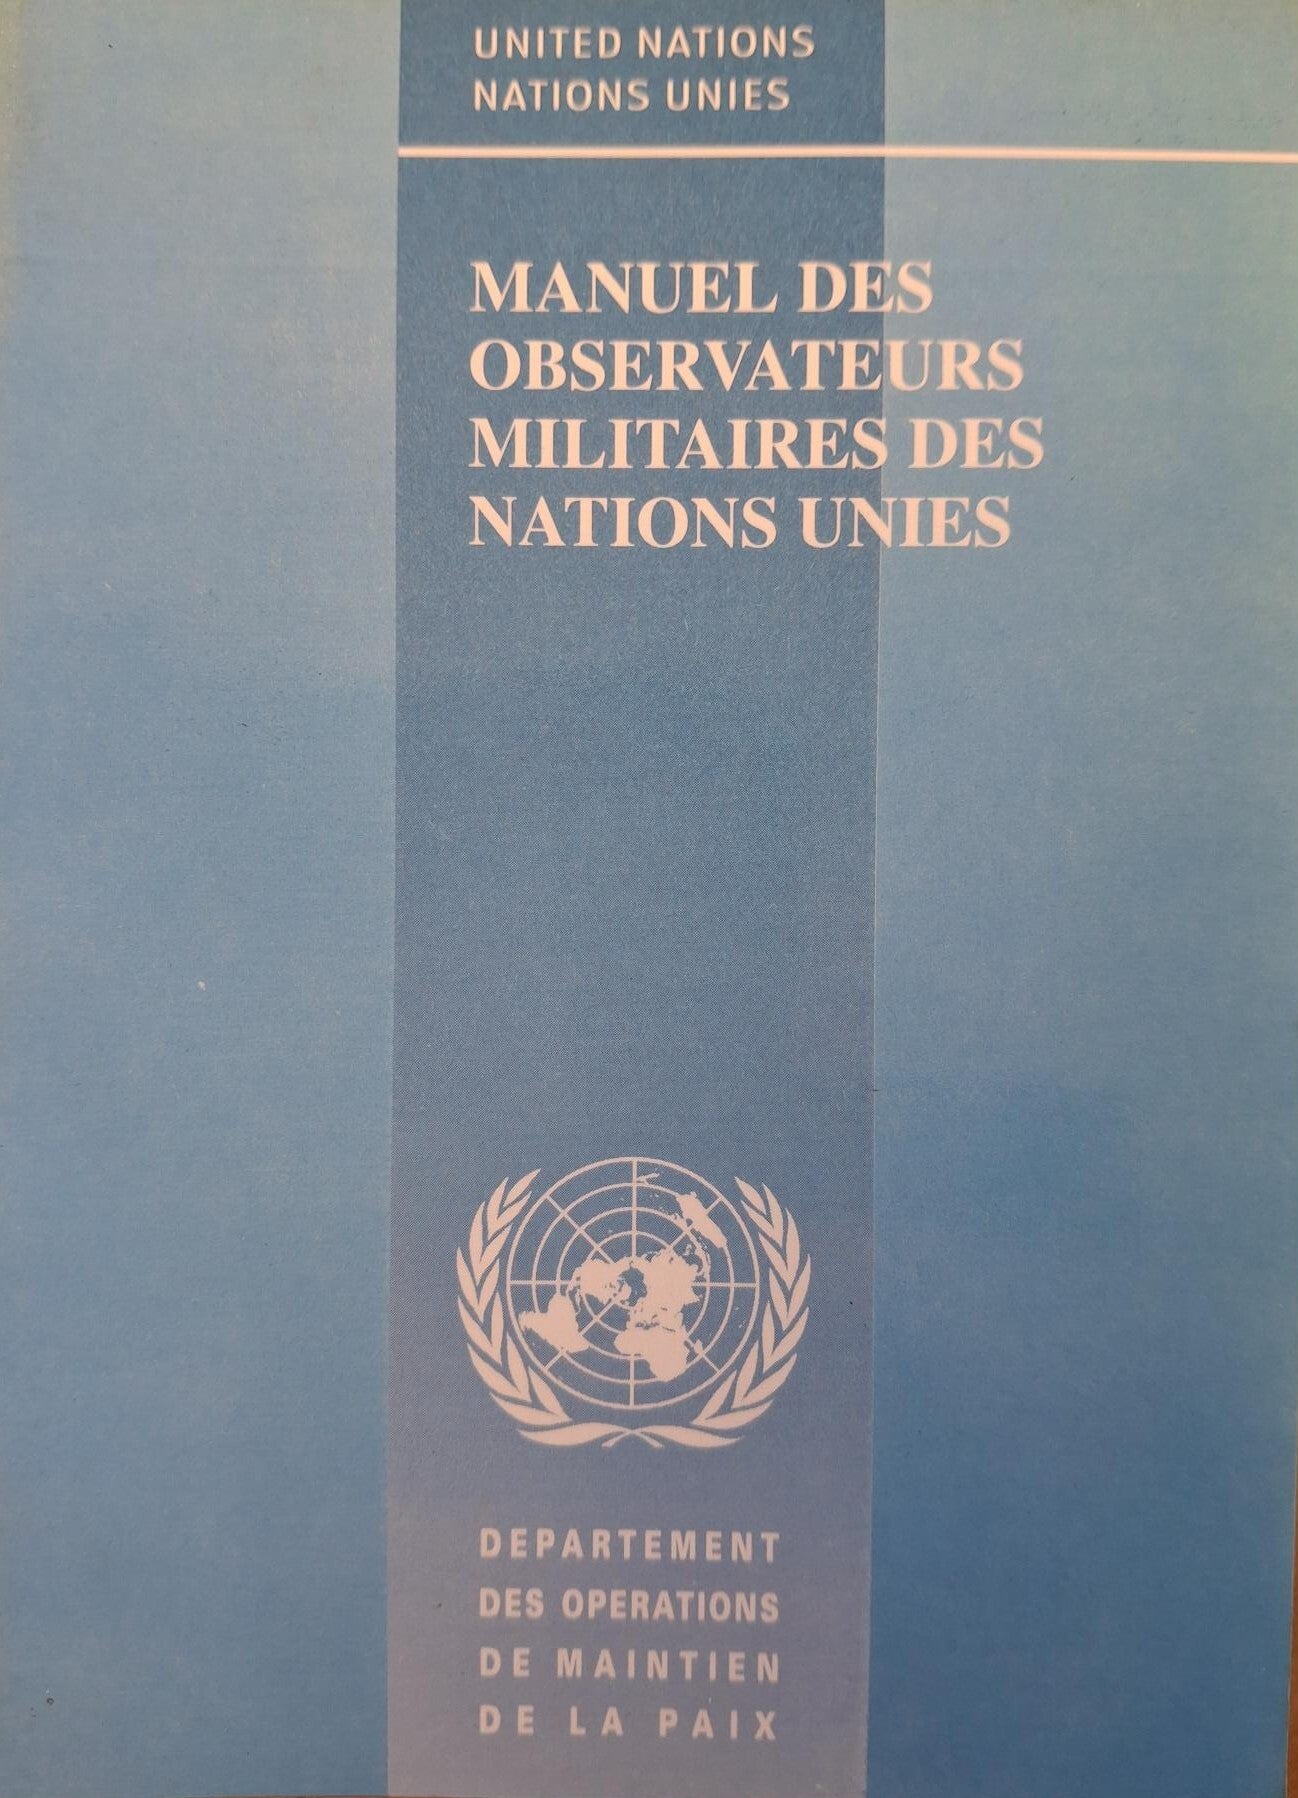 UNITED NATIONS
NATIONS UNIES
MANUEL DES
OBSERVATEURS
MILITAIRES DES
NATIONS UNIES
DEPARTEMENT
DES OPERATIONS
DE MAINTIEN
DE LA PAIX